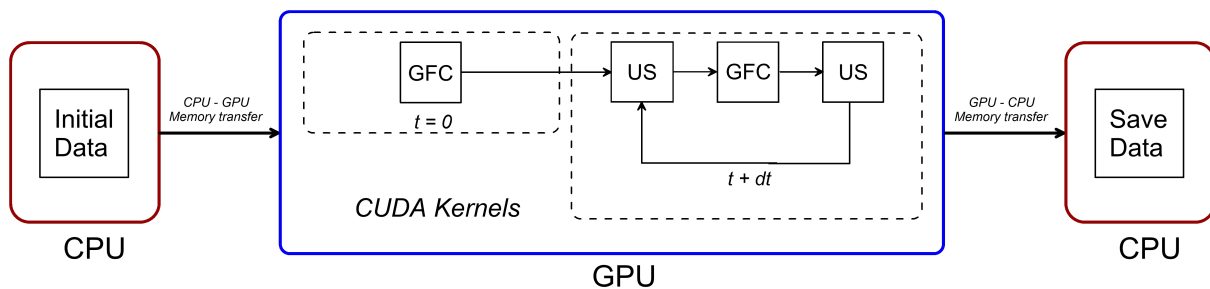 Initial
Data
CPU
CPU - GPU
Memory transfer
GFC
t = 0
US
GFC
US
t + dt
CUDA Kernels
GPU
GPU - CPU
Memory transfer
Save
Data
CPU